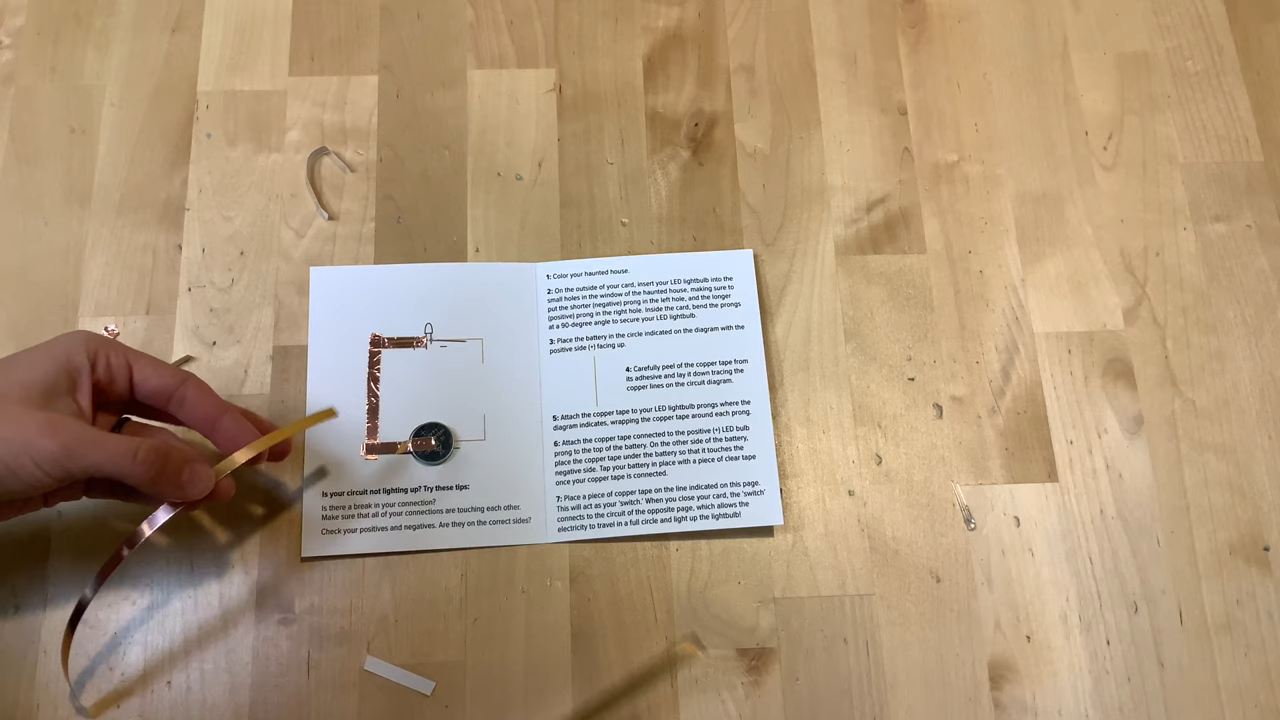 Is your circuit not lighting up? Try these tips:
Is there a break in your connection?
Make sure that all of your connections are touching each other.
Check your positives and negatives. Are they on the correct sides?
1: Color your haunted house.
2: On the outside of your card, insert your LED lightbulb into the
small holes in the window of the haunted house, making sure to
put the shorter (negative) prong in the left hole, and the longer
(positive) prong in the right hole. Inside the card, bend the prongs
at a 90-degree angle to secure your LED lightbulb.
3: Place the battery in the circle indicated on the diagram with the
positive side (+) facing up.
4: Carefully peel of the copper tape from
its adhesive and lay it down tracing the
copper lines on the circuit diagram.
5: Attach the copper tape to your LED lightbulb prongs where the
diagram indicates, wrapping the copper tape around each prong.
6: Attach the copper tape connected to the positive (+) LED bulb
prong to the top of the battery. On the other side of the battery,
place the copper tape under the battery so that it touches the
negative side. Tap your battery in place with a piece of clear tape
once your copper tape is connected.
7: Place a piece of copper tape on the line indicated on this page.
This will act as your 'switch.' When you close your card, the 'switch'
connects to the circuit of the opposite page, which allows the
electricity to travel in a full circle and light up the lightbulb!